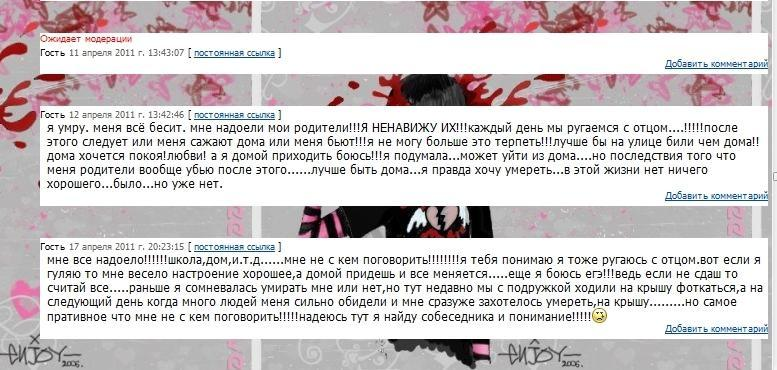 Ожидает модерации
Гость 11 апреля 2011 г. 13:43:07 [ постоянная ссылка ]
Добавить комментарий
Гость 12 апреля 2011 г. 13:42:46 [ постоянная ссылка ]
я умру. меня всё бесит. мне надоели мои родители!!!Я НЕНАВИЖУ ИХ!!!каждый день мы ругаемся с отцом....!!!!!после
этого следует или меня сажают дома или меня бьют!!!я не могу больше это терпеть!!!лучше бы на улице били чем дома!!
дома хочется покоя!любви! а я домой приходить боюсь!!!я подумала...может уйти из дома....но последствия того что
меня родители вообще убью после этого......лучше быть дома...я правда хочу умереть...в этой жизни нет ничего
хорошего...было...но уже нет.
Добавить комментарий
Гость 17 апреля 2011 г. 20:23:15 [ постоянная ссылка ]
мне все надоело!!!!!!школа,дом,и.т.д......мне не с кем поговорить!!!!!!!!я тебя понимаю я тоже ругаюсь с отцом.вот если я
гуляю то мне весело настроение хорошее,а домой придешь и все меняется.....еще я боюсь егэ!!!ведь если не сдаш то
считай все.....раньше я сомневалась умирать мне или нет,но тут недавно мы с подружкой ходили на крышу фоткаться,а на
следующий день когда много людей меня сильно обидели и мне сразуже захотелось умереть,на крышу.........но самое
пративное что мне не с кем поговорить!!!!!надеюсь тут я найду собеседника и понимание!!!!!
Добавить комментарий
ENJOY 2006.
ENJOY 2006.